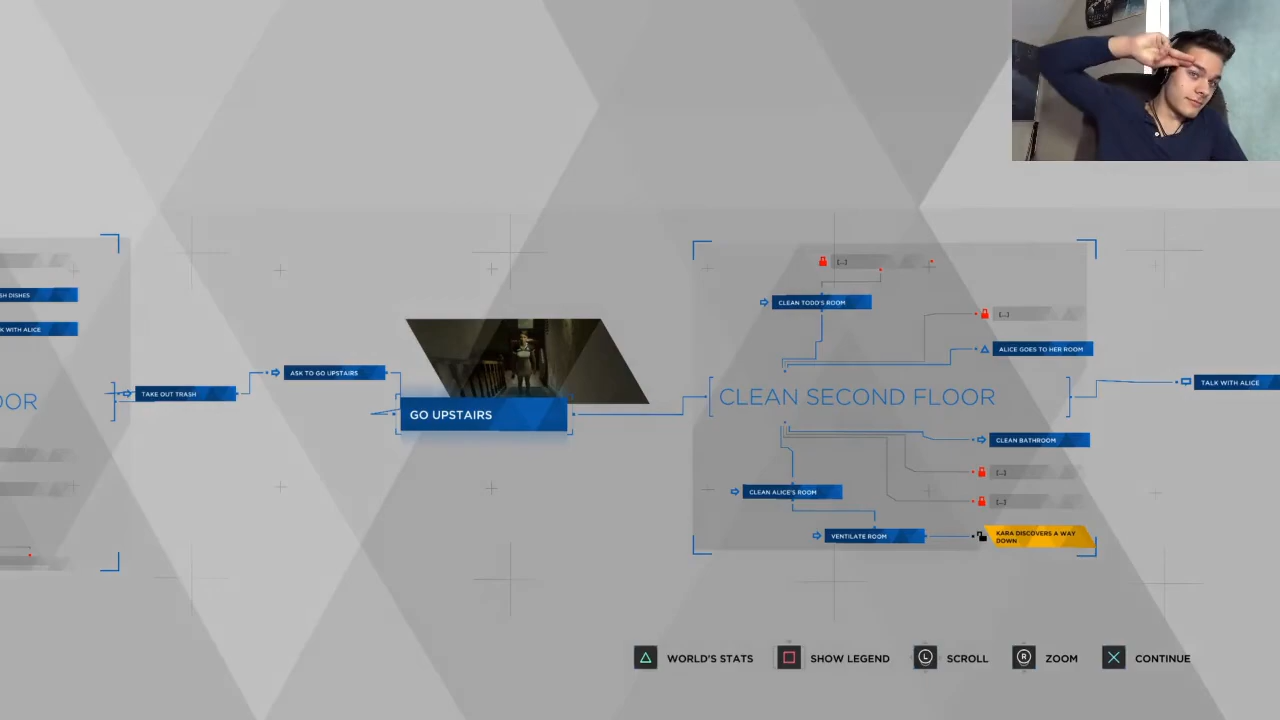 [...]
SH DISHES
CLEAN TODD'S ROOM
[...]
K WITH ALICE
ALICE GOES TO HER ROOM
ASK TO GO UPSTAIRS
TALK WITH ALICE
TAKE OUT TRASH
OOR
CLEAN SECOND FLOOR
GO UPSTAIRS
CLEAN BATHROOM
[...]
CLEAN ALICE'S ROOM
[...]
VENTILATE ROOM
KARA DISCOVERS A WAY
DOWN
WORLD'S STATS
SHOW LEGEND
L
SCROLL
R
ZOOM
CONTINUE